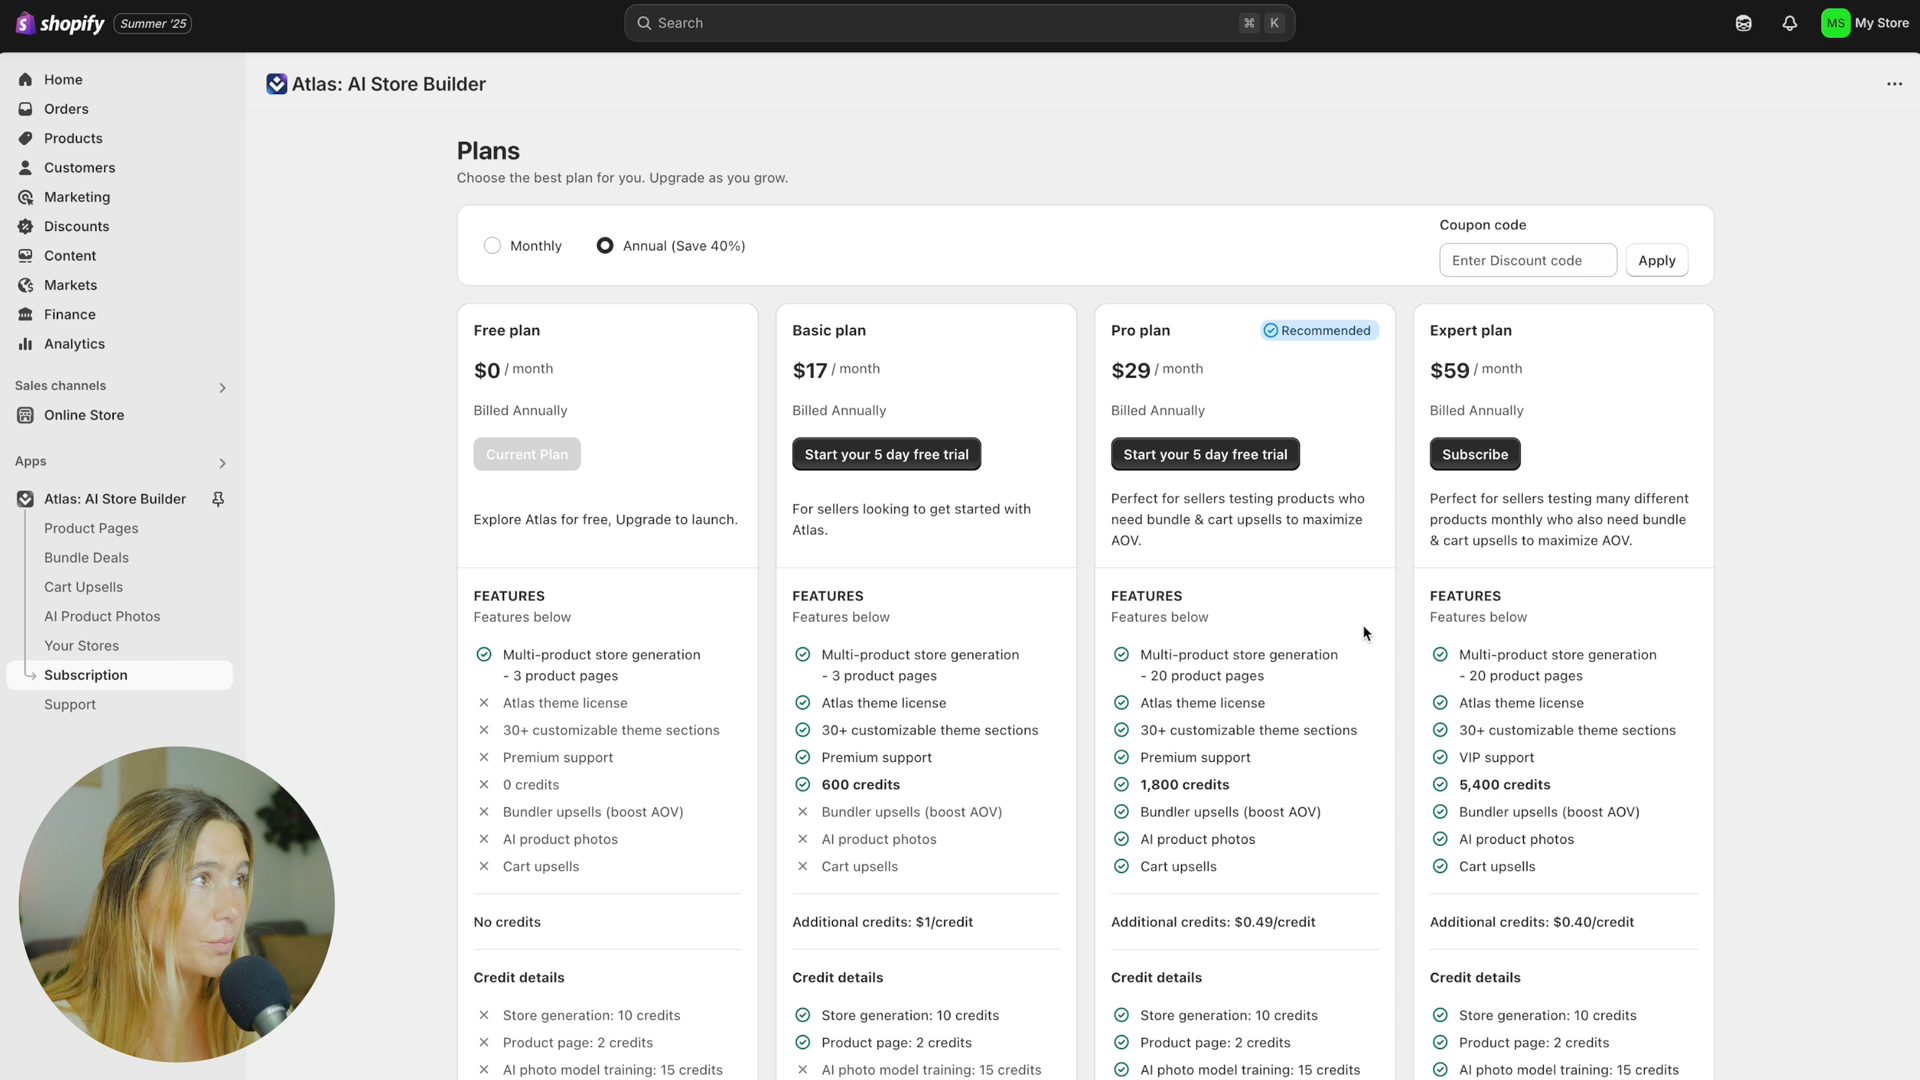 shopify
Summer '25
Search
⌘ K
MS My Store
Home
Orders
Products
Customers
Marketing
Discounts
Content
Markets
Finance
Analytics
Sales channels
Online Store
Apps
Atlas: AI Store Builder
Product Pages
Bundle Deals
Cart Upsells
AI Product Photos
Your Stores
Subscription
Support
Atlas: AI Store Builder
Plans
Choose the best plan for you. Upgrade as you grow.
Monthly
Annual (Save 40%)
Coupon code
Enter Discount code
Apply
Free plan
$0 / month
Billed Annually
Current Plan
Explore Atlas for free, Upgrade to launch.
FEATURES
Features below
Multi-product store generation
- 3 product pages
Atlas theme license
30+ customizable theme sections
Premium support
0 credits
Bundler upsells (boost AOV)
AI product photos
Cart upsells
No credits
Credit details
Store generation: 10 credits
Product page: 2 credits
AI photo model training: 15 credits
Basic plan
$17 / month
Billed Annually
Start your 5 day free trial
For sellers looking to get started with
Atlas.
FEATURES
Features below
Multi-product store generation
- 3 product pages
Atlas theme license
30+ customizable theme sections
Premium support
600 credits
Bundler upsells (boost AOV)
AI product photos
Cart upsells
Additional credits: $1/credit
Credit details
Store generation: 10 credits
Product page: 2 credits
AI photo model training: 15 credits
Pro plan
Recommended
$29 / month
Billed Annually
Start your 5 day free trial
Perfect for sellers testing products who
need bundle & cart upsells to maximize
AOV.
FEATURES
Features below
Multi-product store generation
- 20 product pages
Atlas theme license
30+ customizable theme sections
Premium support
1,800 credits
Bundler upsells (boost AOV)
AI product photos
Cart upsells
Additional credits: $0.49/credit
Credit details
Store generation: 10 credits
Product page: 2 credits
AI photo model training: 15 credits
Expert plan
$59 / month
Billed Annually
Subscribe
Perfect for sellers testing many different
products monthly who also need bundle
& cart upsells to maximize AOV.
FEATURES
Features below
Multi-product store generation
- 20 product pages
Atlas theme license
30+ customizable theme sections
VIP support
5,400 credits
Bundler upsells (boost AOV)
AI product photos
Cart upsells
Additional credits: $0.40/credit
Credit details
Store generation: 10 credits
Product page: 2 credits
AI photo model training: 15 credits